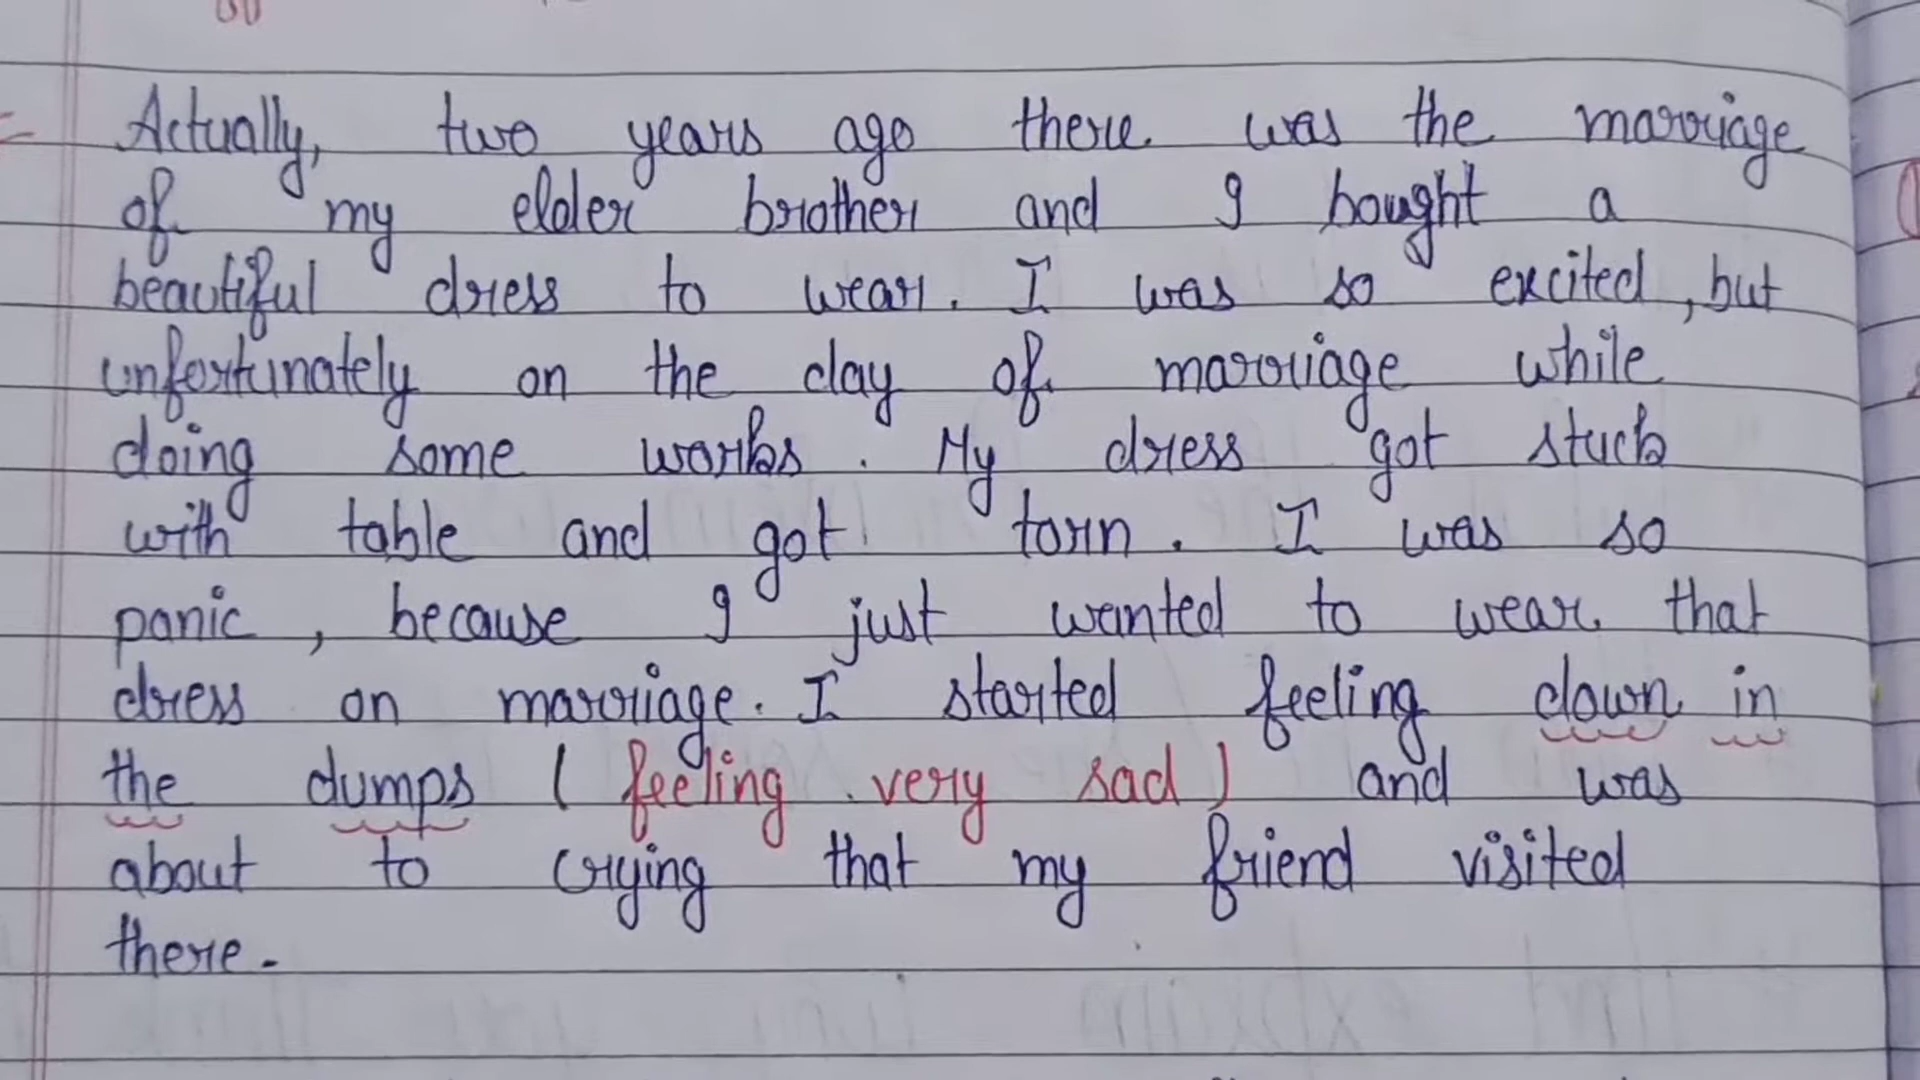 Actually, two years ago there was the marriage
of my elder brother and I bought a
beautiful dress to wear. I was so excited, but
unfortunately on the day of marriage while
doing some works. My dress got stuck
with table and got torn. I was so
panic, because I just wanted to wear that
dress on marriage. I started feeling down in
the dumps (feeling very sad) and was
about to crying that my friend visited
there.